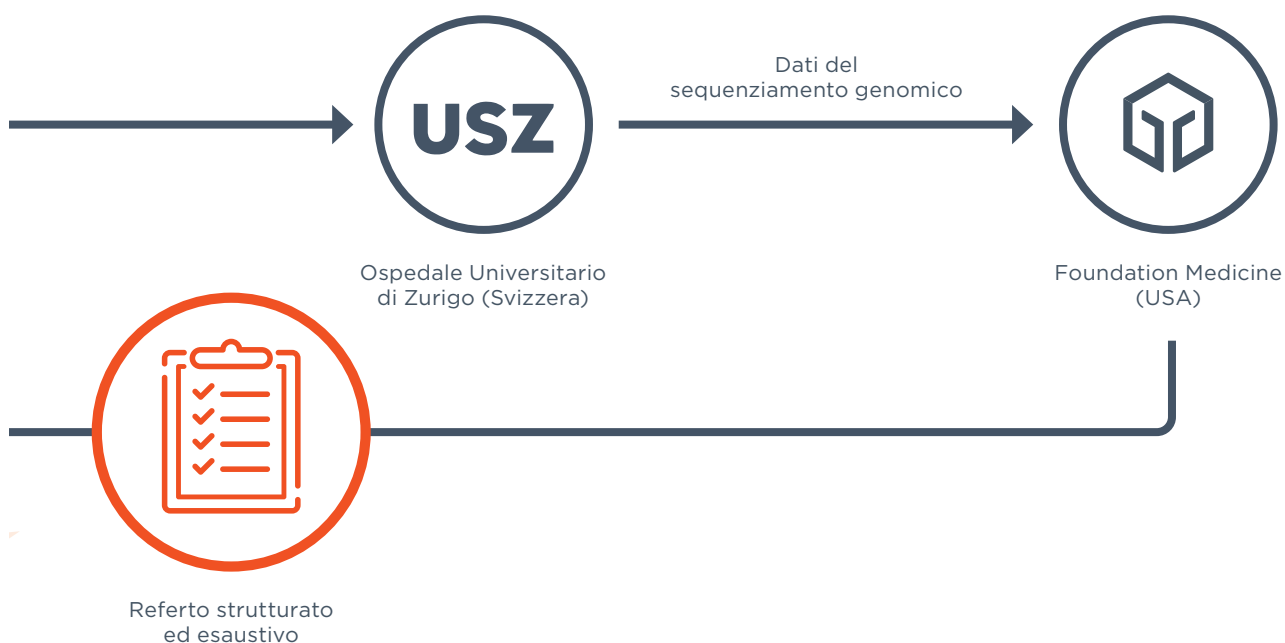 Dati del
sequenziamento genomico
USZ
Ospedale Universitario
di Zurigo (Svizzera)
Foundation Medicine
(USA)
Referto strutturato
ed esaustivo